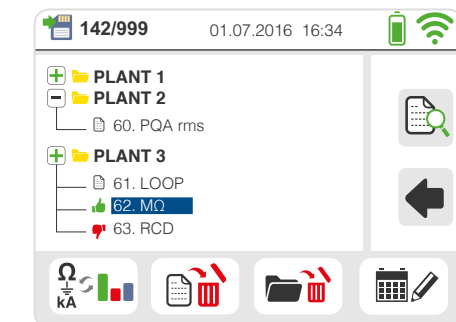 142/999 01.07.2016 16:34
PLANT 1
PLANT 2
60. PQA rms
PLANT 3
61. LOOP
62. MΩ
63. RCD
Ω
kA